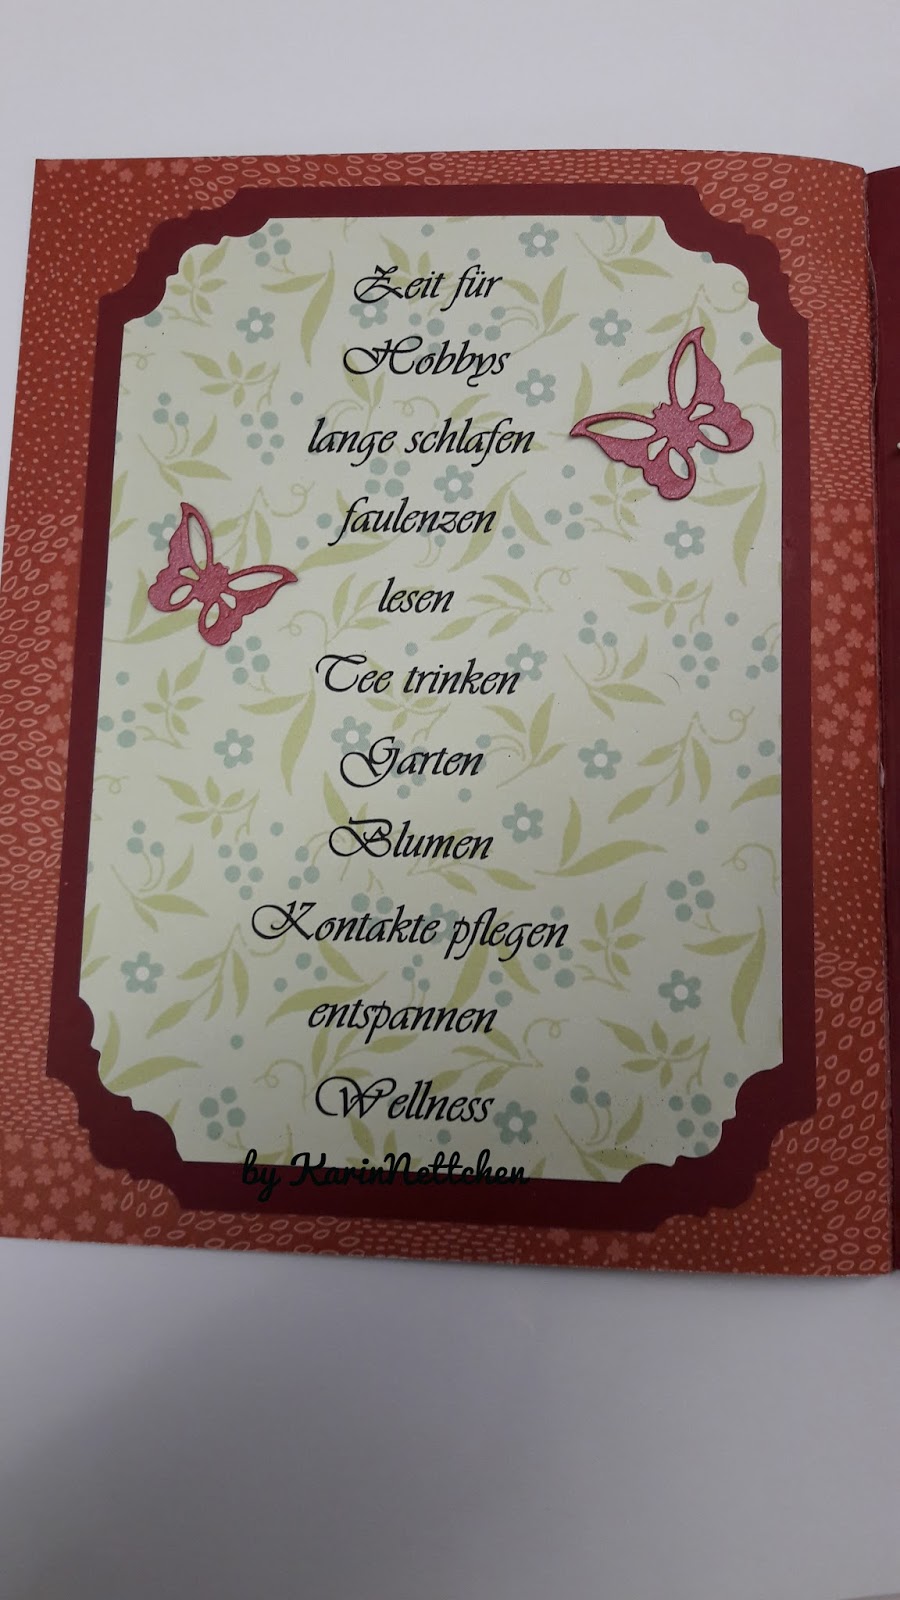 Zeit für
Hobbys
lange schlafen
faulenzen
lesen
Tee trinken
Garten
Blumen
Kontakte pflegen
entspannen
Wellness
by KarinNettchen